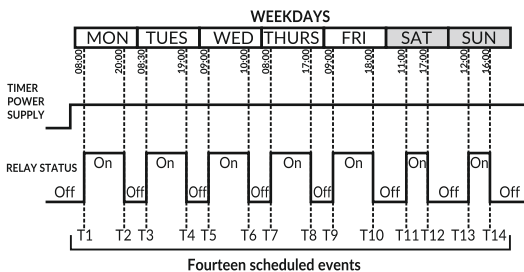 WEEKDAYS
MON TUES WED THURS FRI SAT SUN
08:00 20:00 08:30 19:00 09:00 10:00 08:00 17:00 09:00 18:00 11:00 17:00 12:00 16:00
TIMER
POWER
SUPPLY
RELAY STATUS
On On On On On On On
Off Off Off Off Off Off Off Off
T1 T2 T3 T4 T5 T6 T7 T8 T9 T10 T11 T12 T13 T14
Fourteen scheduled events